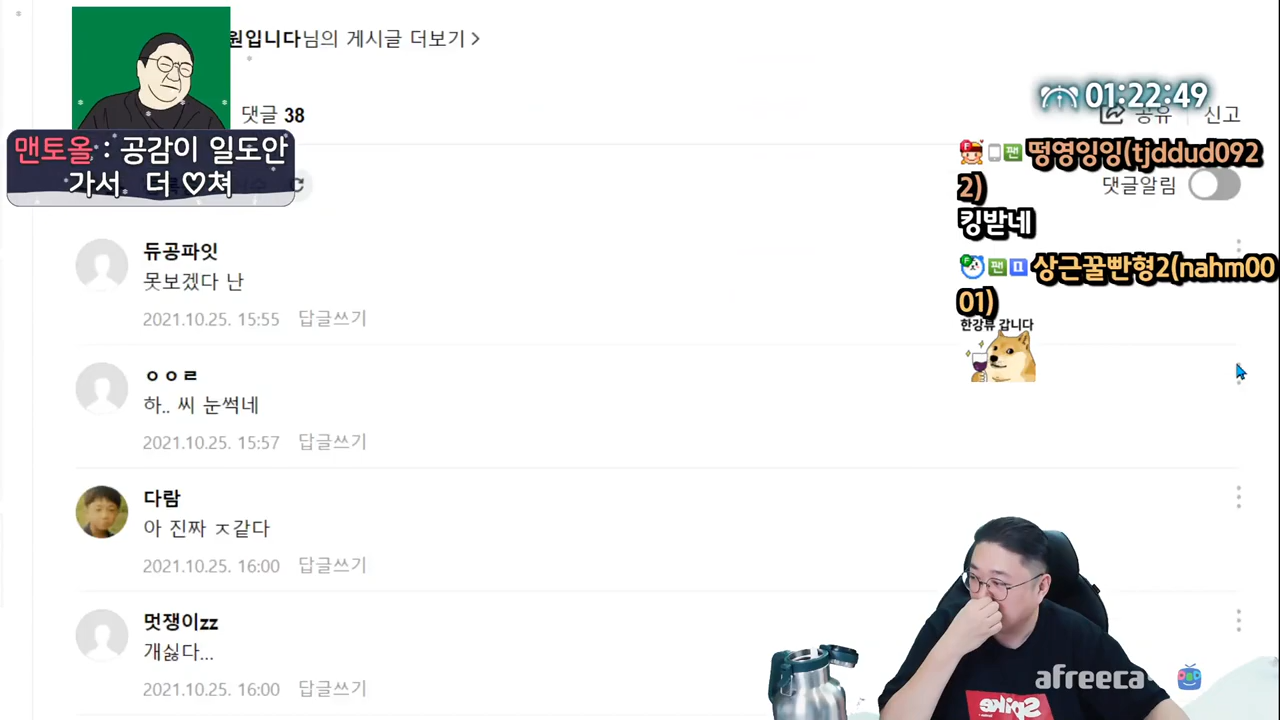 원입니다님의 게시글 더보기 >
댓글 38
01:22:49
공유
신고
맨토올 : 공감이 일도안
가서 더 ♡쳐
댓글알림
떵영잉잉(tjddud092
2)
킹받네
상근꿀빤형2(nahm00
01)
한강뷰 갑니다
듀공파잇
못보겠다 난
2021.10.25. 15:55 답글쓰기
ㅇㅇㄹ
하.. 씨 눈썩네
2021.10.25. 15:57 답글쓰기
다람
아 진짜 ㅈ같다
2021.10.25. 16:00 답글쓰기
멋쟁이zz
개싫다...
2021.10.25. 16:00 답글쓰기
afreeca